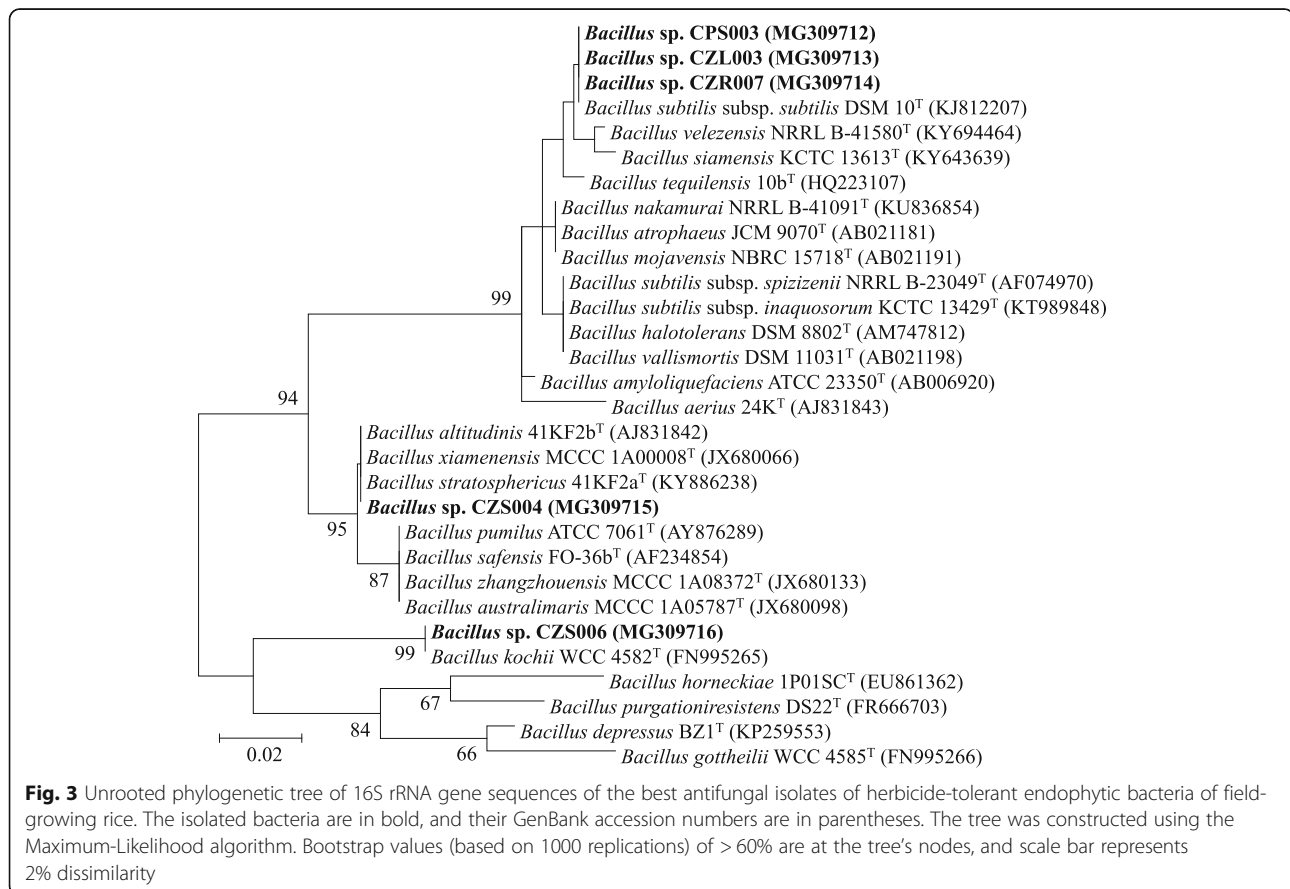 Bacillus sp. CPS003 (MG309712)
Bacillus sp. CZL003 (MG309713)
Bacillus sp. CZR007 (MG309714)
Bacillus subtilis subsp. subtilis DSM 10ᵀ (KJ812207)
Bacillus velezensis NRRL B-41580ᵀ (KY694464)
Bacillus siamensis KCTC 13613ᵀ (KY643639)
Bacillus tequilensis 10bᵀ (HQ223107)
Bacillus nakamurai NRRL B-41091ᵀ (KU836854)
Bacillus atrophaeus JCM 9070ᵀ (AB021181)
Bacillus mojavensis NBRC 15718ᵀ (AB021191)
Bacillus subtilis subsp. spizizenii NRRL B-23049ᵀ (AF074970)
99
Bacillus subtilis subsp. inaquosorum KCTC 13429ᵀ (KT989848)
Bacillus halotolerans DSM 8802ᵀ (AM747812)
Bacillus vallismortis DSM 11031ᵀ (AB021198)
Bacillus amyloliquefaciens ATCC 23350ᵀ (AB006920)
94
Bacillus aerius 24Kᵀ (AJ831843)
Bacillus altitudinis 41KF2bᵀ (AJ831842)
Bacillus xiamenensis MCCC 1A00008ᵀ (JX680066)
Bacillus stratosphericus 41KF2aᵀ (KY886238)
Bacillus sp. CZS004 (MG309715)
95
Bacillus pumilus ATCC 7061ᵀ (AY876289)
Bacillus safensis FO-36bᵀ (AF234854)
87
Bacillus zhangzhouensis MCCC 1A08372ᵀ (JX680133)
Bacillus australimaris MCCC 1A05787ᵀ (JX680098)
Bacillus sp. CZS006 (MG309716)
99
Bacillus kochii WCC 4582ᵀ (FN995265)
Bacillus horneckiae 1P01SCᵀ (EU861362)
67
Bacillus purgationiresistens DS22ᵀ (FR666703)
84
Bacillus depressus BZ1ᵀ (KP259553)
66
Bacillus gottheilii WCC 4585ᵀ (FN995266)
0.02
Fig. 3 Unrooted phylogenetic tree of 16S rRNA gene sequences of the best antifungal isolates of herbicide-tolerant endophytic bacteria of field-
growing rice. The isolated bacteria are in bold, and their GenBank accession numbers are in parentheses. The tree was constructed using the
Maximum-Likelihood algorithm. Bootstrap values (based on 1000 replications) of > 60% are at the tree's nodes, and scale bar represents
2% dissimilarity